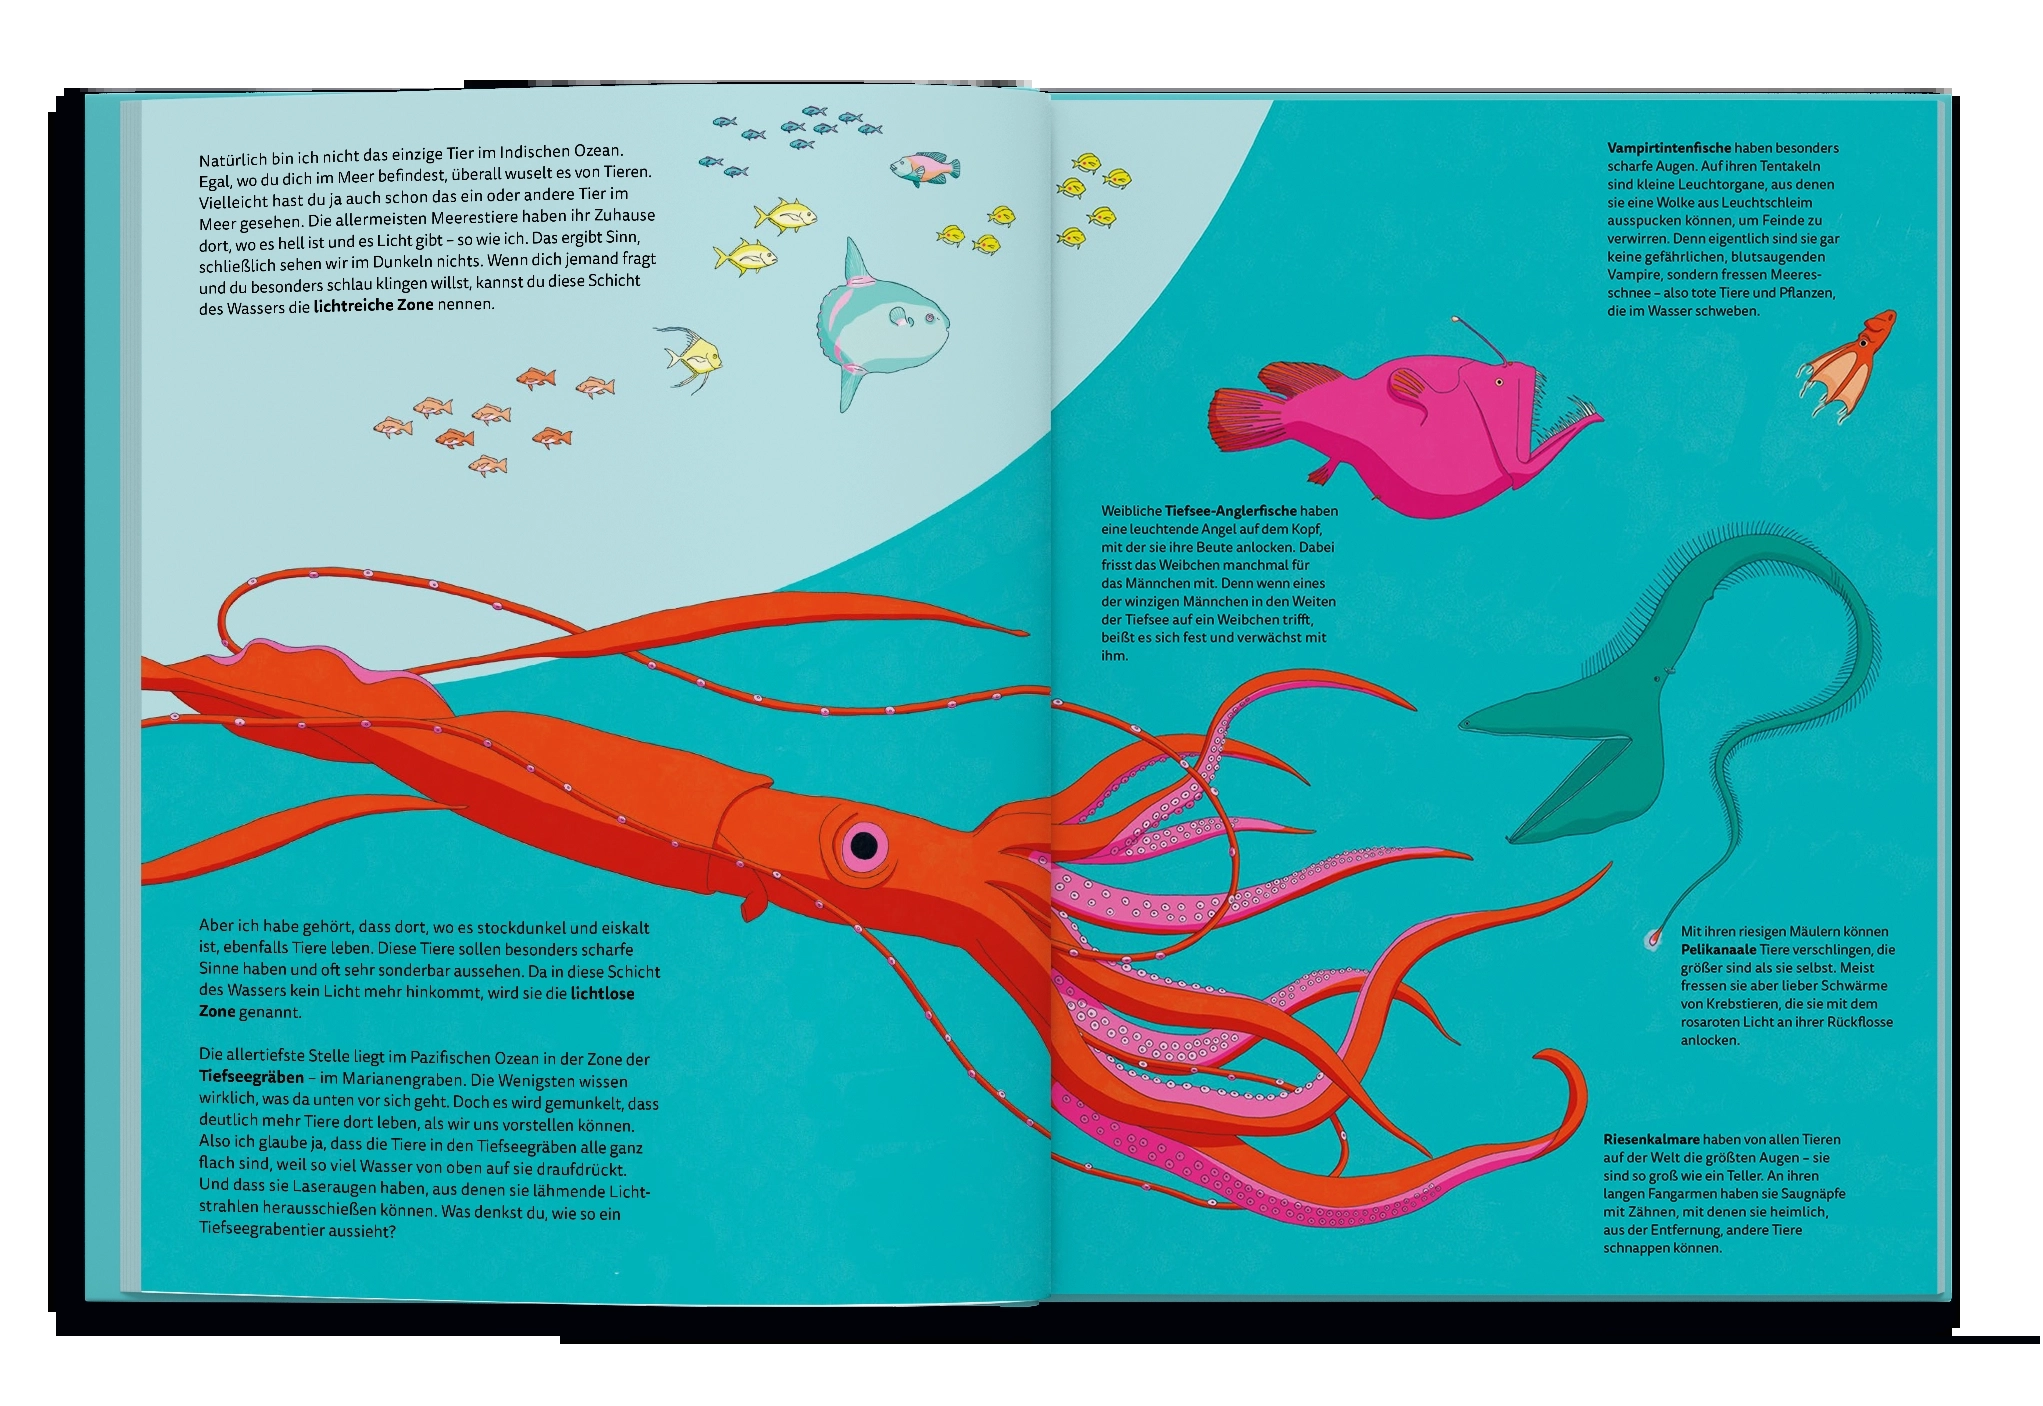 Natürlich bin ich nicht das einzige Tier im Indischen Ozean.
Egal, wo du dich im Meer befindest, überall wuselt es von Tieren.
Vielleicht hast du ja auch schon das ein oder andere Tier im
Meer gesehen. Die allermeisten Meerestiere haben ihr Zuhause
dort, wo es hell ist und es Licht gibt – so wie ich. Das ergibt Sinn,
schließlich sehen wir im Dunkeln nichts. Wenn dich jemand fragt
und du besonders schlau klingen willst, kannst du diese Schicht
des Wassers die lichtreiche Zone nennen.
Aber ich habe gehört, dass dort, wo es stockdunkel und eiskalt
ist, ebenfalls Tiere leben. Diese Tiere sollen besonders scharfe
Sinne haben und oft sehr sonderbar aussehen. Da in diese Schicht
des Wassers kein Licht mehr hinkommt, wird sie die lichtlose
Zone genannt.
Die allertiefste Stelle liegt im Pazifischen Ozean in der Zone der
Tiefseegräben – im Marianengraben. Die Wenigsten wissen
wirklich, was da unten vor sich geht. Doch es wird gemunkelt, dass
deutlich mehr Tiere dort leben, als wir uns vorstellen können.
Also ich glaube ja, dass die Tiere in den Tiefseegräben alle ganz
flach sind, weil so viel Wasser von oben auf sie draufdrückt.
Und dass sie Laseraugen haben, aus denen sie lähmende Licht-
strahlen herausschießen können. Was denkst du, wie so ein
Tiefseegrabentier aussieht?
Vampirtintenfische haben besonders
scharfe Augen. Auf ihren Tentakeln
sind kleine Leuchtorgane, aus denen
sie eine Wolke aus Leuchtschleim
ausspucken können, um Feinde zu
verwirren. Denn eigentlich sind sie gar
keine gefährlichen, blutsaugenden
Vampire, sondern fressen Meeres-
schnee – also tote Tiere und Pflanzen,
die im Wasser schweben.
Weibliche Tiefsee-Anglerfische haben
eine leuchtende Angel auf dem Kopf,
mit der sie ihre Beute anlocken. Dabei
frisst das Weibchen manchmal für
das Männchen mit. Denn wenn eines
der winzigen Männchen in den Weiten
der Tiefsee auf ein Weibchen trifft,
beißt es sich fest und verwächst mit
ihm.
Mit ihren riesigen Mäulern können
Pelikanaale Tiere verschlingen, die
größer sind als sie selbst. Meist
fressen sie aber lieber Schwärme
von Krebstieren, die sie mit dem
rosaroten Licht an ihrer Rückflosse
anlocken.
Riesenkalmare haben von allen Tieren
auf der Welt die größten Augen – sie
sind so groß wie ein Teller. An ihren
langen Fangarmen haben sie Saugnäpfe
mit Zähnen, mit denen sie heimlich,
aus der Entfernung, andere Tiere
schnappen können.